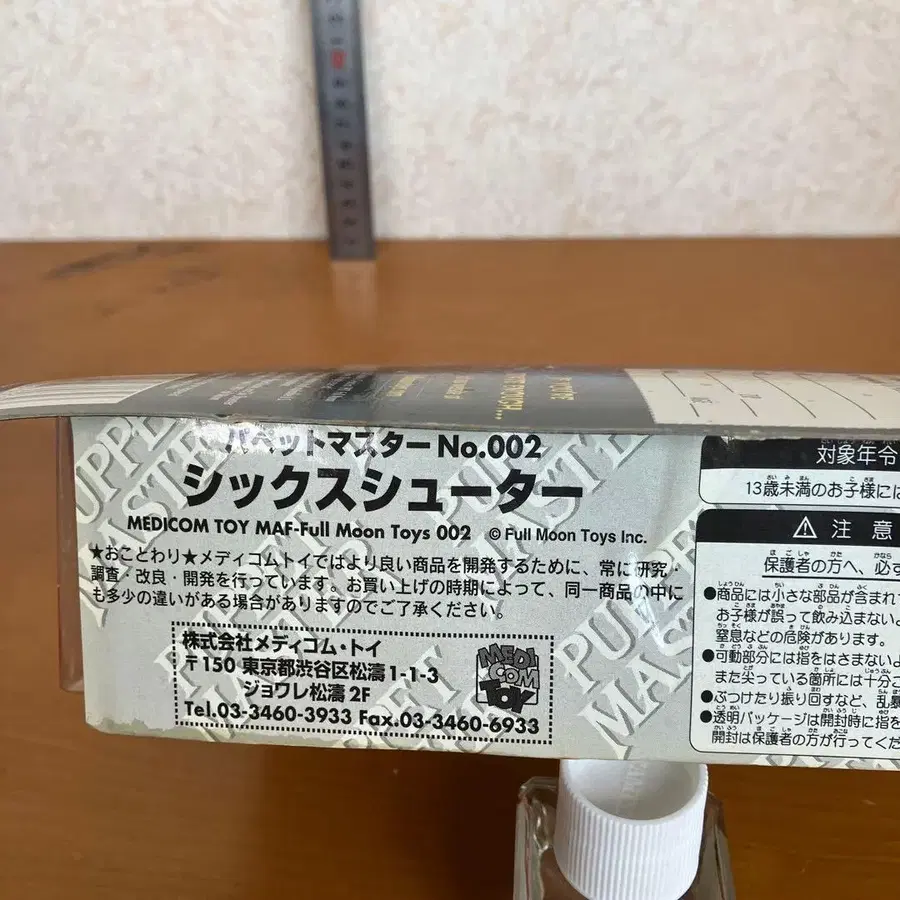 パペットマスターNo.002
シックスシューター
MEDICOM TOY MAF-Full Moon Toys 002 © Full Moon Toys Inc.
★おことわり★メディコムトイではより良い商品を開発するために、常に研究・
調査・改良・開発を行っています。お買い上げの時期によって、同一商品の中に
も多少の違いがある場合がありますのでご了承ください。
株式会社メディコム・トイ
〒150 東京都渋谷区松濤1-1-3
ジョワレ松濤 2F
Tel.03-3460-3933 Fax.03-3460-6933
MEDI
COM
TOY
対象年令
13歳未満のお子様には
⚠ 注意
保護者の方へ、必ず
●商品には小さな部品が含まれて
お子様が誤って飲み込まないよ
窒息などの危険があります。
●可動部分には指をはさまないよ
また尖っている箇所には十分ご
●ぶつけたり振り回すなど、乱暴
●透明パッケージは開封時に指を
開封は保護者の方が行ってくだ
PUPPET
MASTER